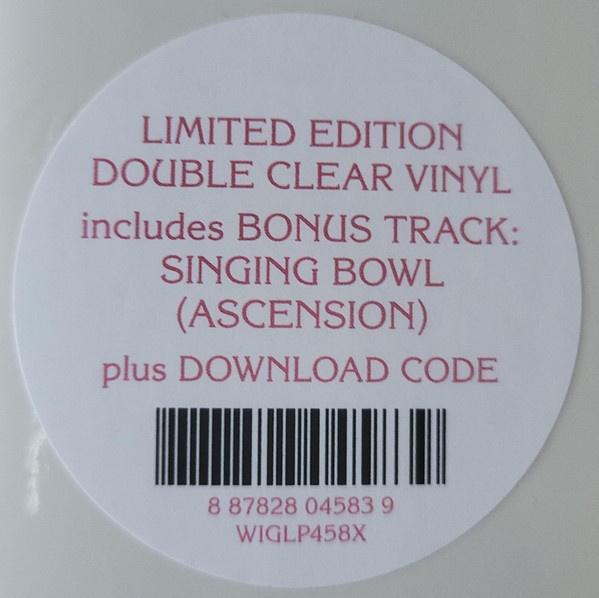 LIMITED EDITION
DOUBLE CLEAR VINYL
includes BONUS TRACK:
SINGING BOWL
(ASCENSION)
plus DOWNLOAD CODE
8 87828 04583 9
WIGLP458X